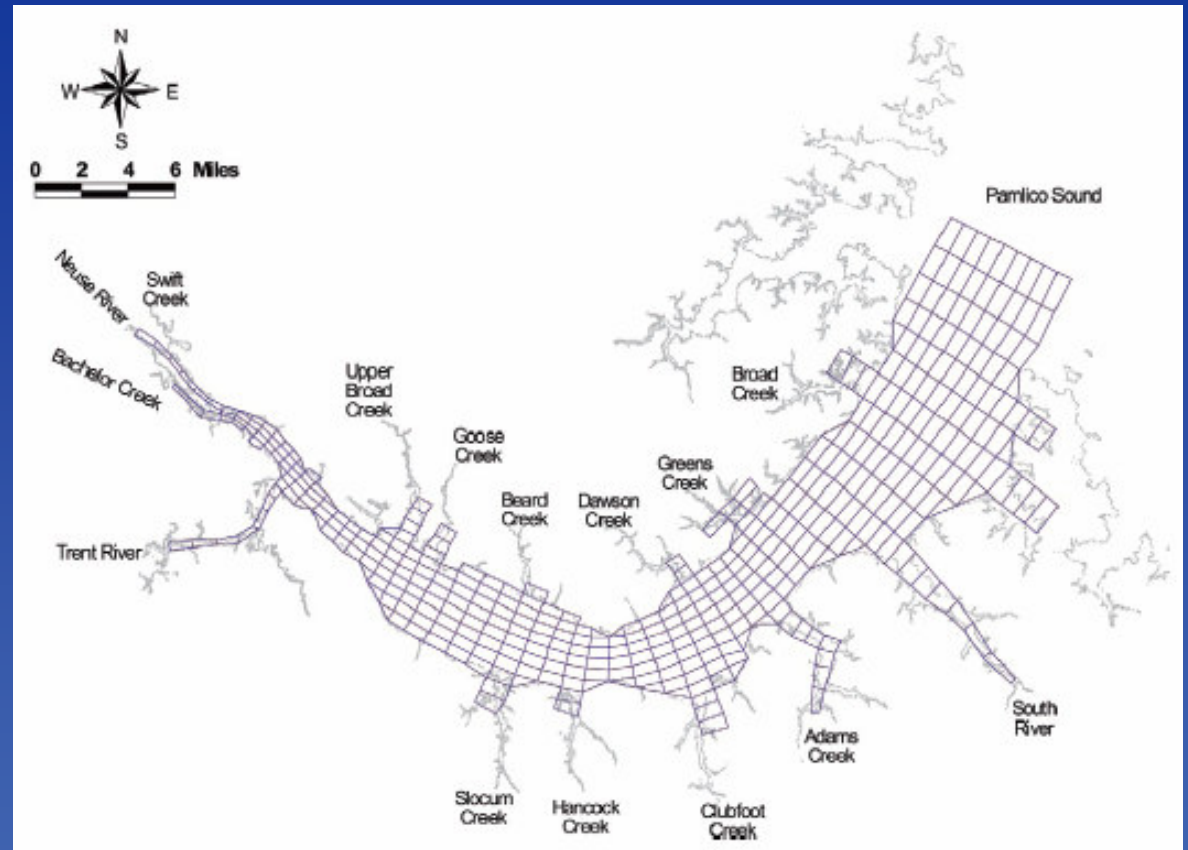 N
W E
S
0 2 4 6 Miles
Pamlico Sound
Neuse River
Swift
Creek
Bachelor Creek
Upper
Broad
Creek
Broad
Creek
Goose
Creek
Greens
Creek
Beard
Creek
Dawson
Creek
Trent River
South
River
Adams
Creek
Slocum
Creek
Hancock
Creek
Clubfoot
Creek